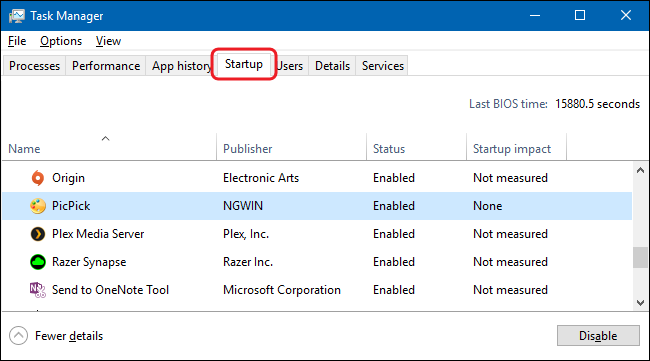 Task Manager
File Options View
Processes Performance App history Startup Users Details Services
Last BIOS time: 15880.5 seconds
Name Publisher Status Startup impact
Origin Electronic Arts Enabled Not measured
PicPick NGWIN Enabled None
Plex Media Server Plex, Inc. Enabled Not measured
Razer Synapse Razer Inc. Enabled Not measured
Send to OneNote Tool Microsoft Corporation Enabled Not measured
Fewer details Disable